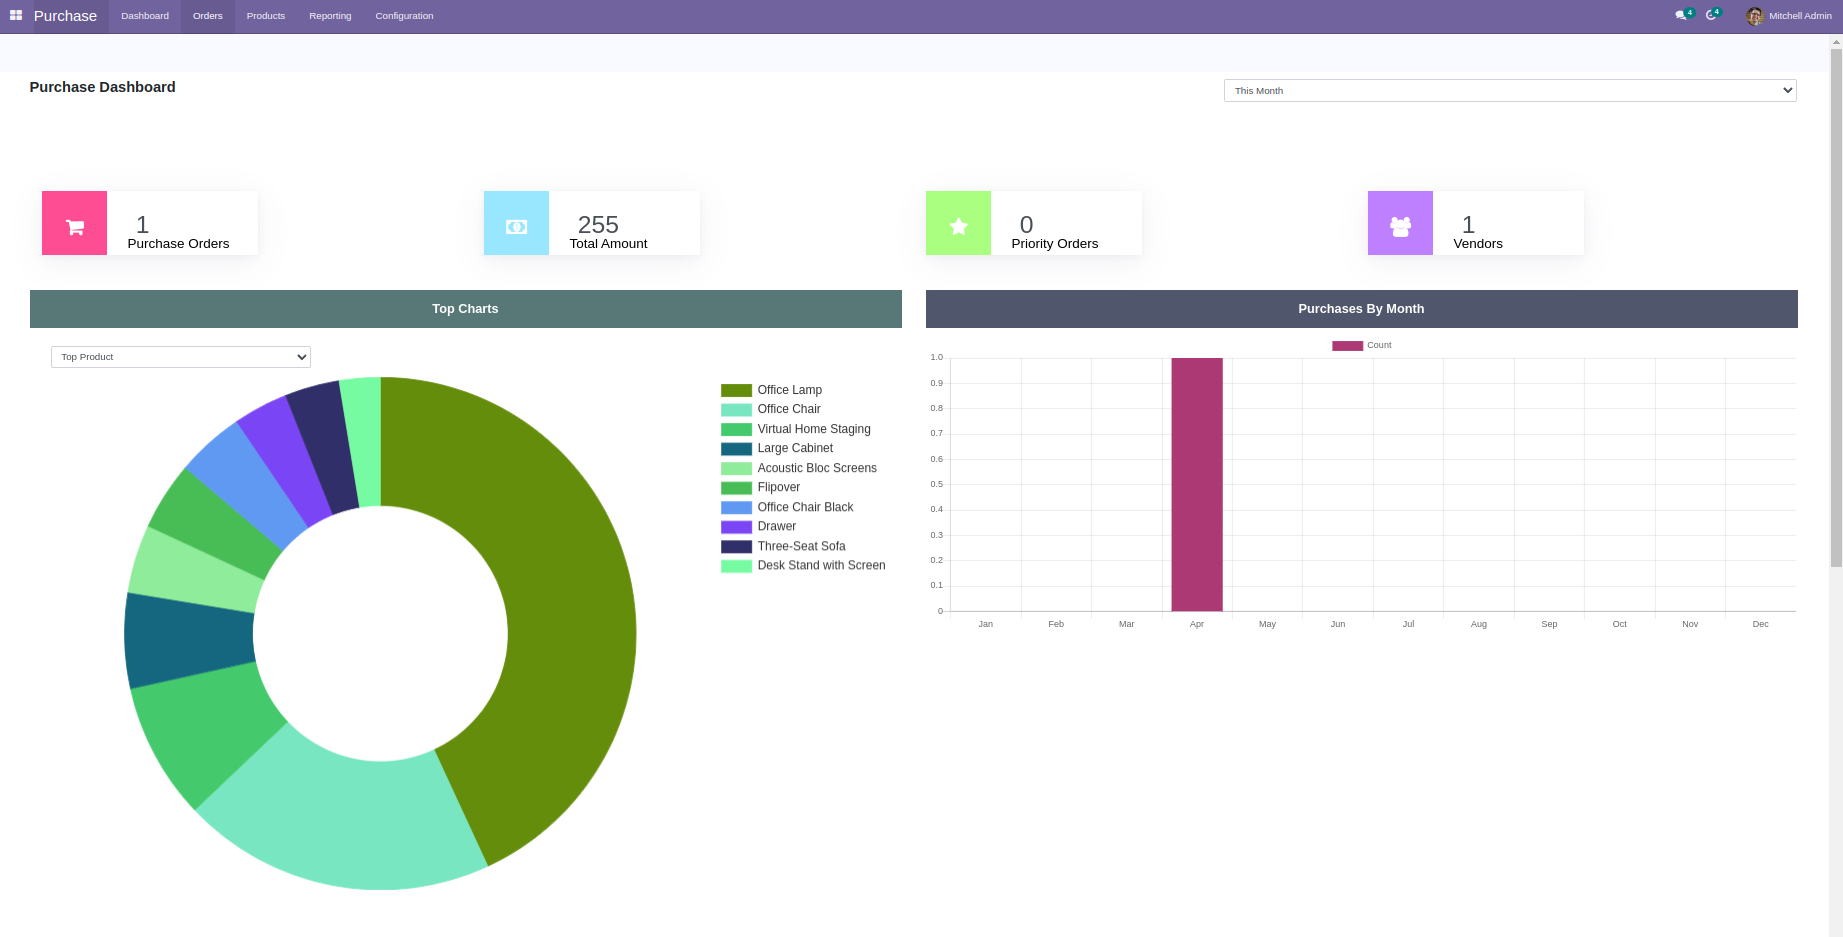 Purchase Dashboard Orders Products Reporting Configuration 4 4 Mitchell Admin
Purchase Dashboard
This Month
1
Purchase Orders
255
Total Amount
0
Priority Orders
1
Vendors
Top Charts
Top Product
Office Lamp
Office Chair
Virtual Home Staging
Large Cabinet
Acoustic Bloc Screens
Flipover
Office Chair Black
Drawer
Three-Seat Sofa
Desk Stand with Screen
Purchases By Month
Count
1.0
0.9
0.8
0.7
0.6
0.5
0.4
0.3
0.2
0.1
0
Jan Feb Mar Apr May Jun Jul Aug Sep Oct Nov Dec